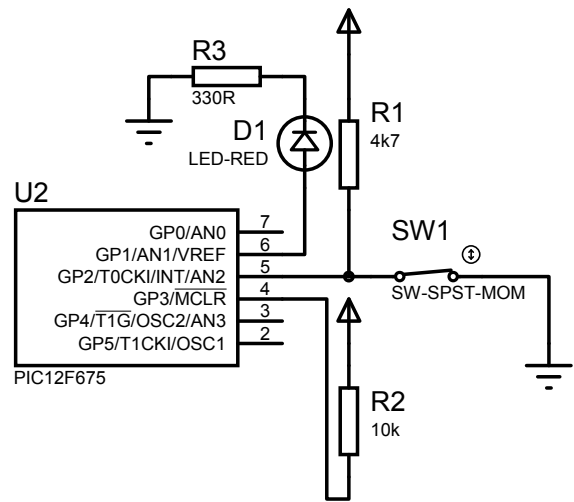 R3
330R
D1
LED-RED
R1
4k7
U2
GP0/AN0 7
GP1/AN1/VREF 6
GP2/T0CKI/INT/AN2 5
GP3/MCLR 4
GP4/T1G/OSC2/AN3 3
GP5/T1CKI/OSC1 2
PIC12F675
SW1
SW-SPST-MOM
R2
10k